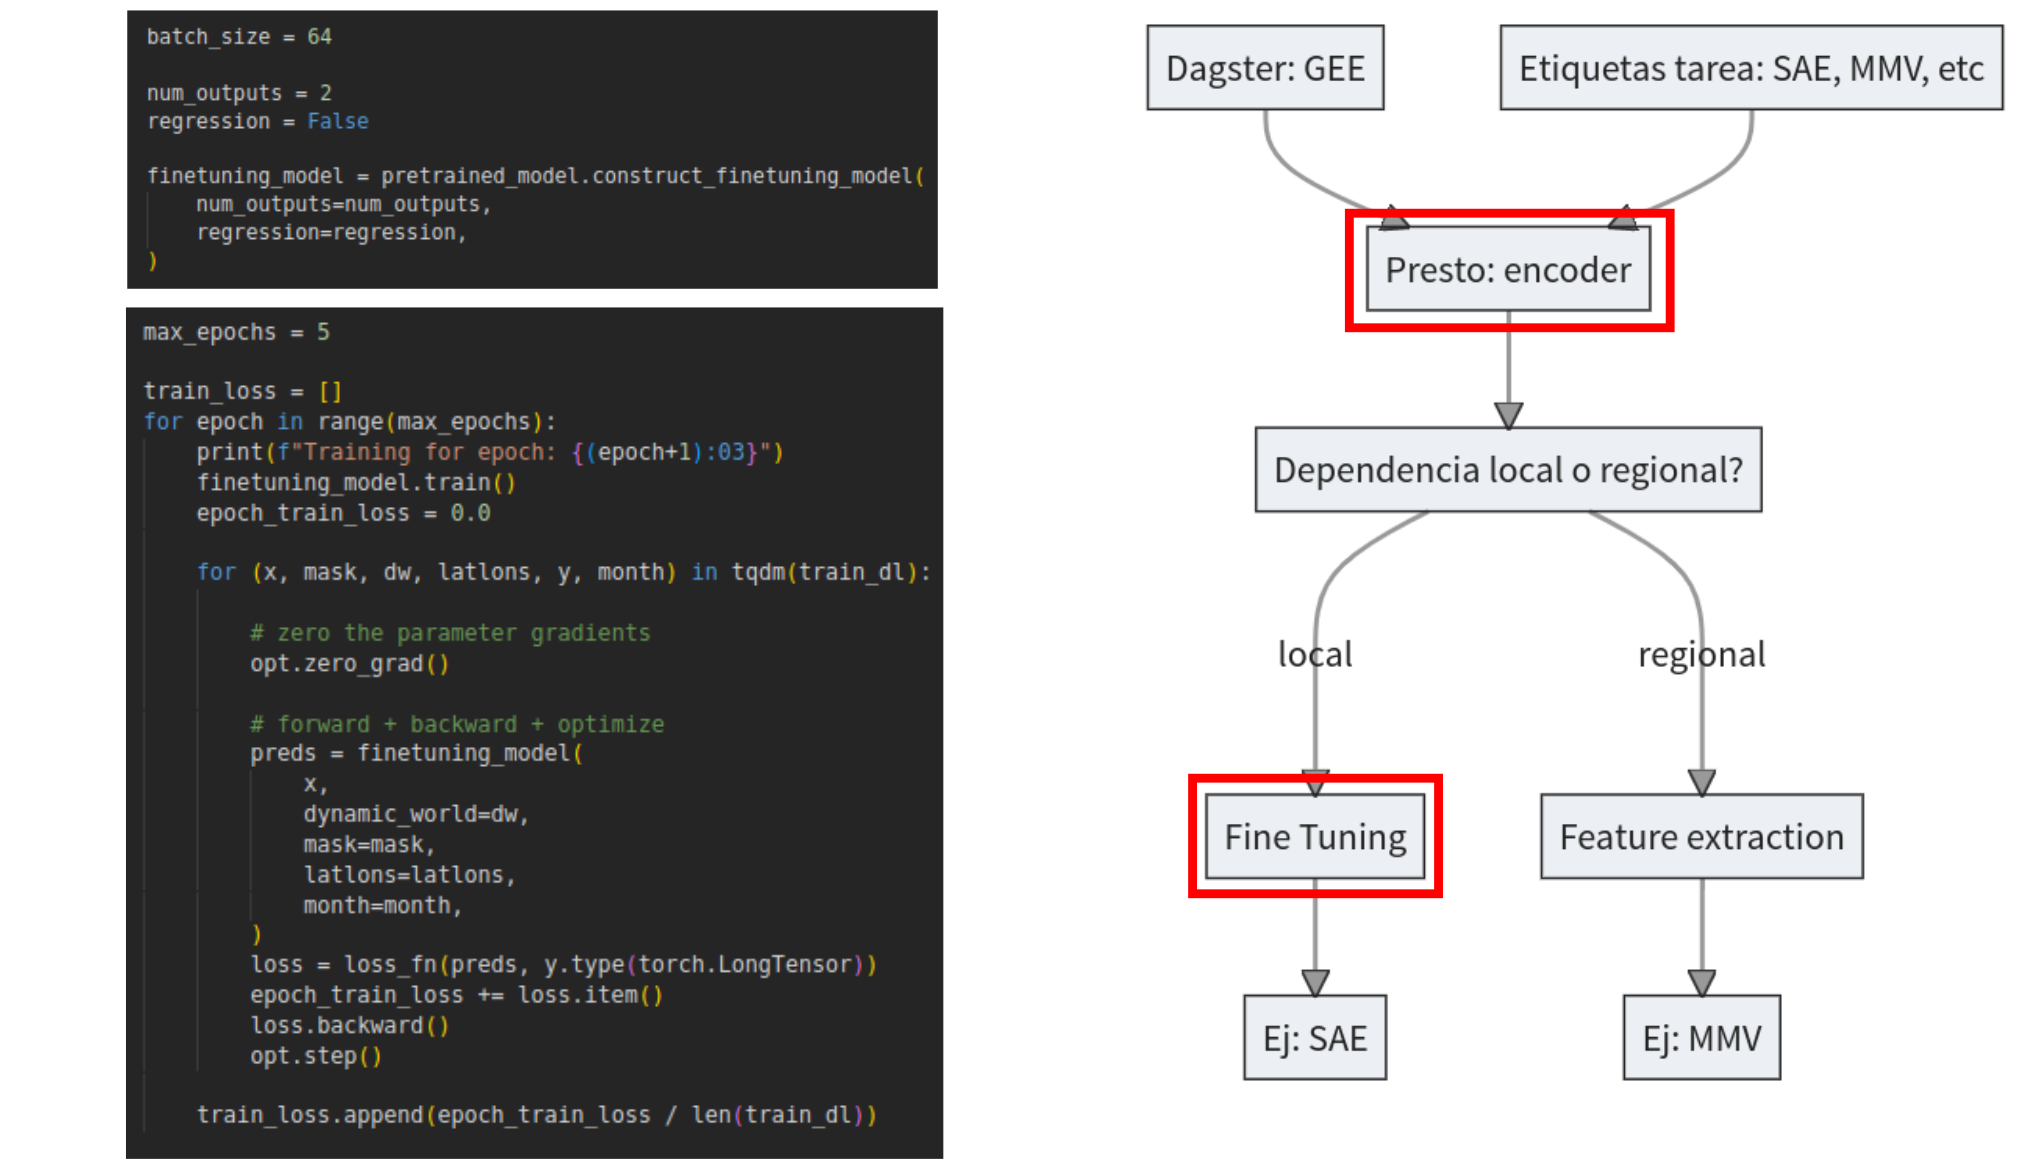 batch_size = 64
num_outputs = 2
regression = False
finetuning_model = pretrained_model.construct_finetuning_model(
    num_outputs=num_outputs,
    regression=regression,
)
max_epochs = 5
train_loss = []
for epoch in range(max_epochs):
    print(f"Training for epoch: {(epoch+1):03}")
    finetuning_model.train()
    epoch_train_loss = 0.0
    for (x, mask, dw, latlons, y, month) in tqdm(train_dl):
        # zero the parameter gradients
        opt.zero_grad()
        # forward + backward + optimize
        preds = finetuning_model(
            x,
            dynamic_world=dw,
            mask=mask,
            latlons=latlons,
            month=month,
        )
        loss = loss_fn(preds, y.type(torch.LongTensor))
        epoch_train_loss += loss.item()
        loss.backward()
        opt.step()
    train_loss.append(epoch_train_loss / len(train_dl))
Dagster: GEE
Etiquetas tarea: SAE, MMV, etc
Presto: encoder
Dependencia local o regional?
local
regional
Fine Tuning
Feature extraction
Ej: SAE
Ej: MMV